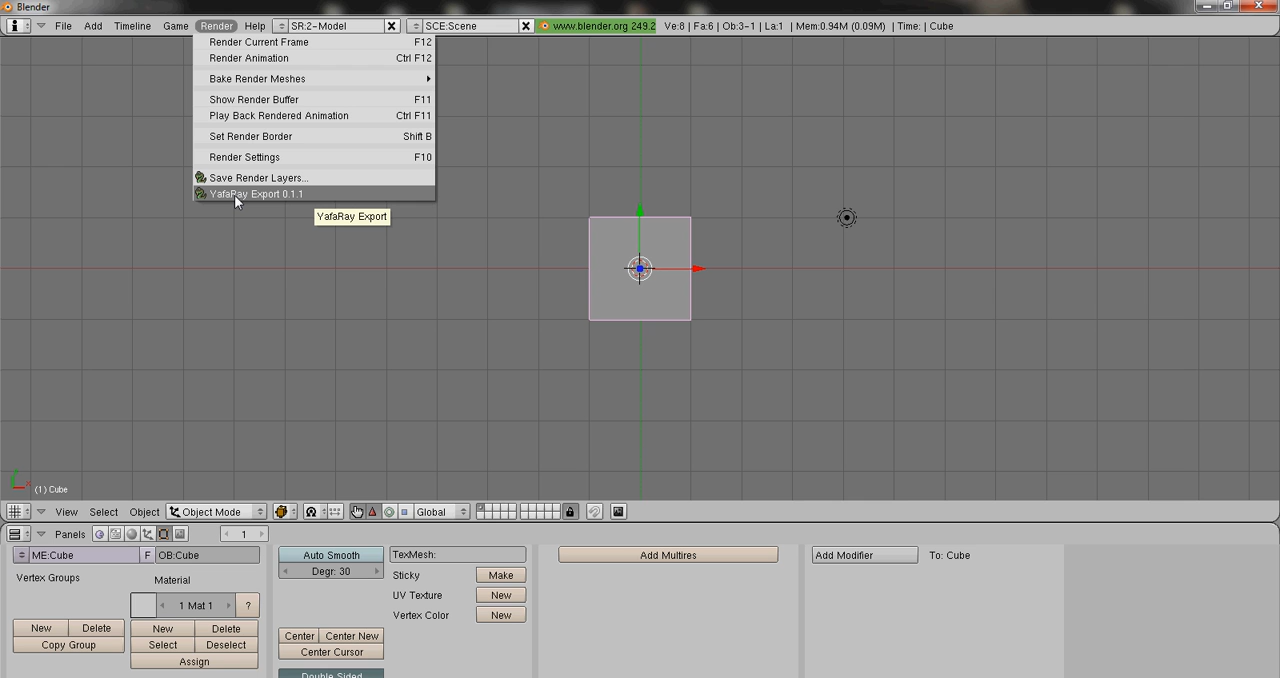 Blender
File Add Timeline Game Render Help SR:2-Model SCE:Scene www.blender.org 249.2 Ve:8 | Fa:6 | Ob:3-1 | La:1 | Mem:0.94M (0.09M) | Time: | Cube
Render Current Frame F12
Render Animation Ctrl F12
Bake Render Meshes
Show Render Buffer F11
Play Back Rendered Animation Ctrl F11
Set Render Border Shift B
Render Settings F10
Save Render Layers...
YafaRay Export 0.1.1
YafaRay Export
(1) Cube
View Select Object Object Mode Global
Panels 1
ME:Cube F OB:Cube Auto Smooth TexMesh: Add Multires Add Modifier To: Cube
Degr: 30
Vertex Groups Material Sticky Make
UV Texture New
1 Mat 1 ? Vertex Color New
New Delete New Delete Center Center New
Copy Group Select Deselect Center Cursor
Assign
Double Sided